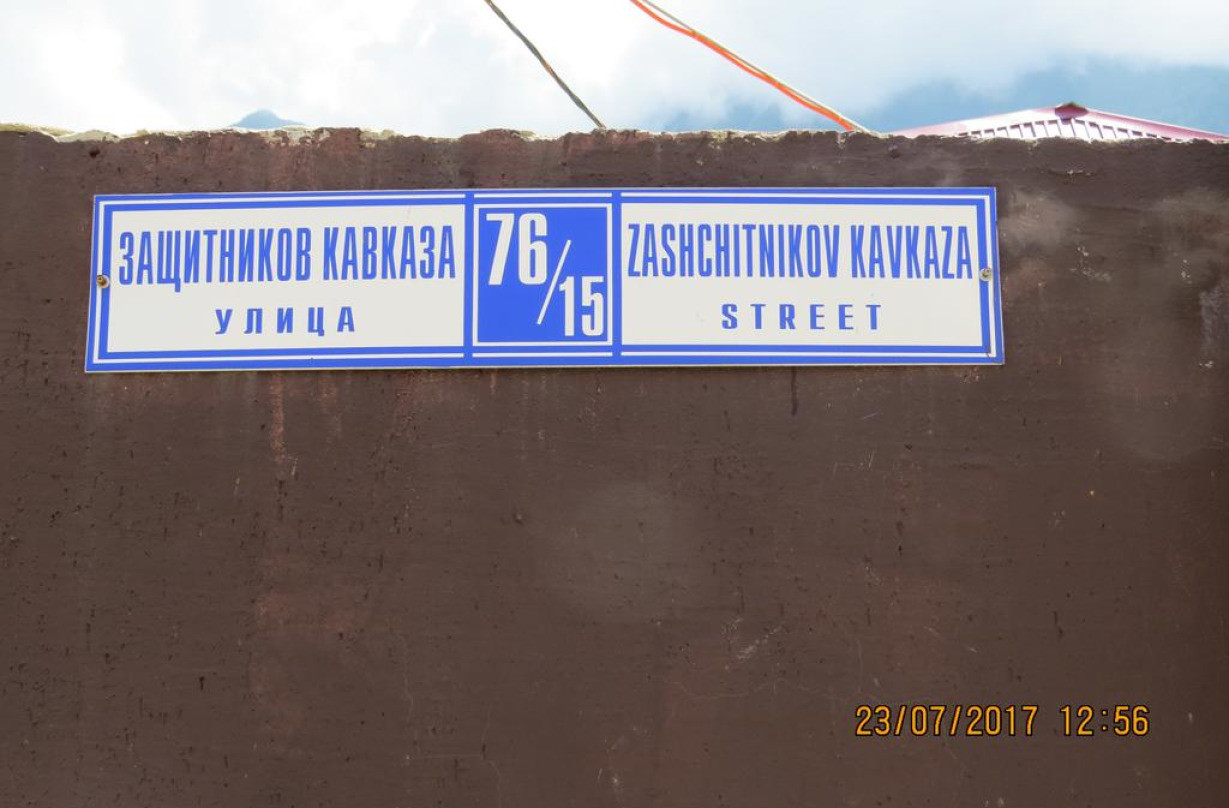 ЗАЩИТНИКОВ КАВКАЗА
УЛИЦА
76/15
ZASHCHITNIKOV KAVKAZA
STREET
23/07/2017 12:56